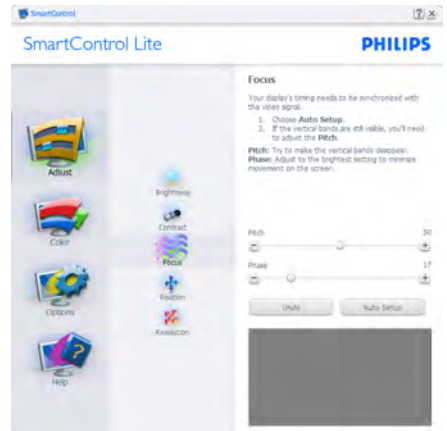 SmartControl
SmartControl Lite
PHILIPS
Adjust
Color
Options
Help
Brightness
Contrast
Focus
Position
Resolution
Focus
Your display's timing needs to be synchronized with
the video signal.
1. Choose Auto Setup.
2. If the vertical bands are still visible, you'll need
to adjust the Pitch.
Pitch: Try to make the vertical bands disappear.
Phase: Adjust to the brightest setting to minimize
movement on the screen.
Pitch 50
Phase 17
Undo Auto Setup